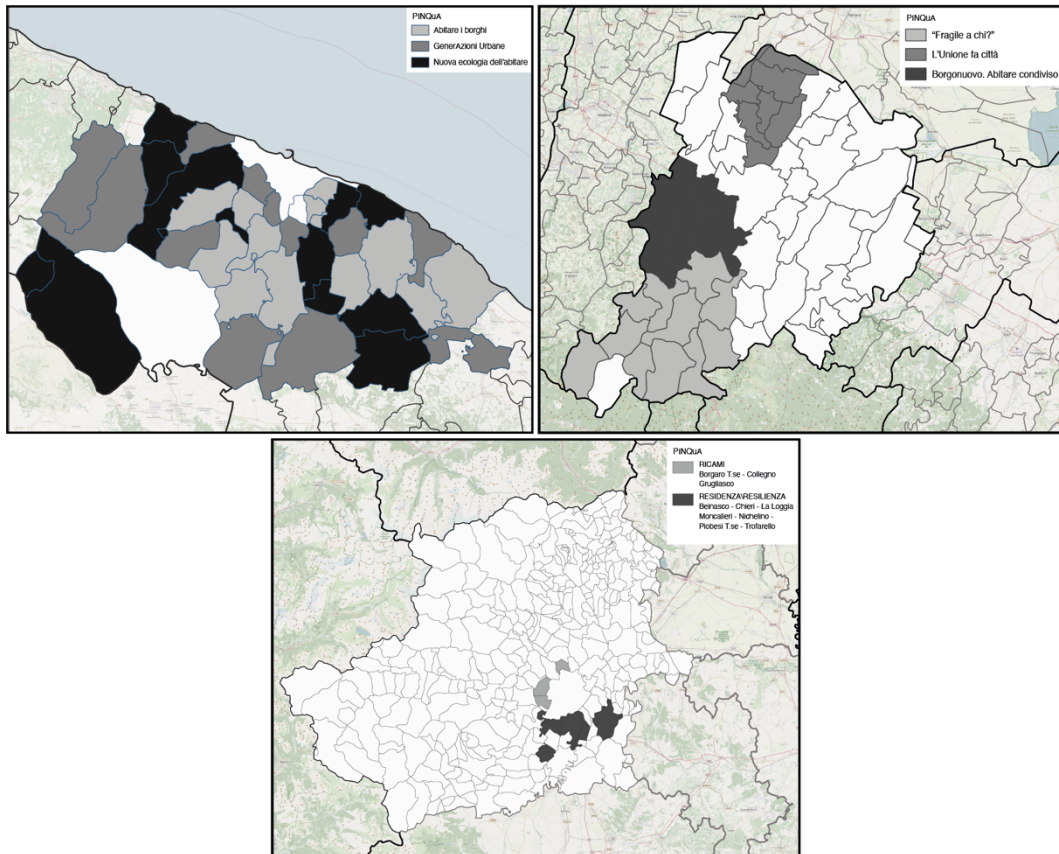 PINQuA
Abitare i borghi
GenerAzioni Urbane
Nuova ecologia dell'abitare
PINQuA
"Fragile a chi?"
L'Unione fa città
Borgonuovo. Abitare condiviso
PINQuA
RICAMI
Borgaro T.se - Collegno
Grugliasco
RESIDENZA\RESILIENZA
Beinasco - Chieri - La Loggia
Moncalieri - Nichelino -
Piobesi T.se - Trofarello